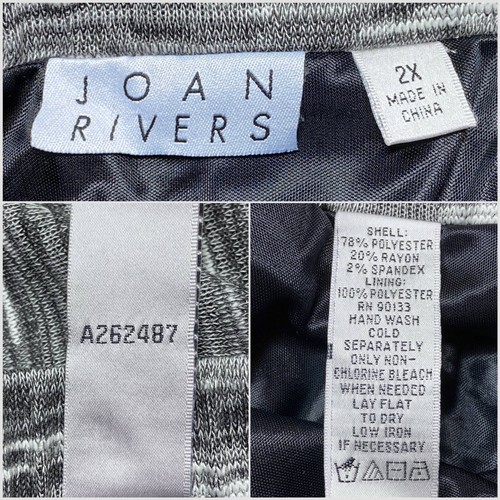 JOAN
RIVERS
2X
MADE IN
CHINA
A262487
SHELL:
78% POLYESTER
20% RAYON
2% SPANDEX
LINING:
100% POLYESTER
RN 90133
HAND WASH
COLD
SEPARATELY
ONLY NON-
CHLORINE BLEACH
WHEN NEEDED
LAY FLAT
TO DRY
LOW IRON
IF NECESSARY